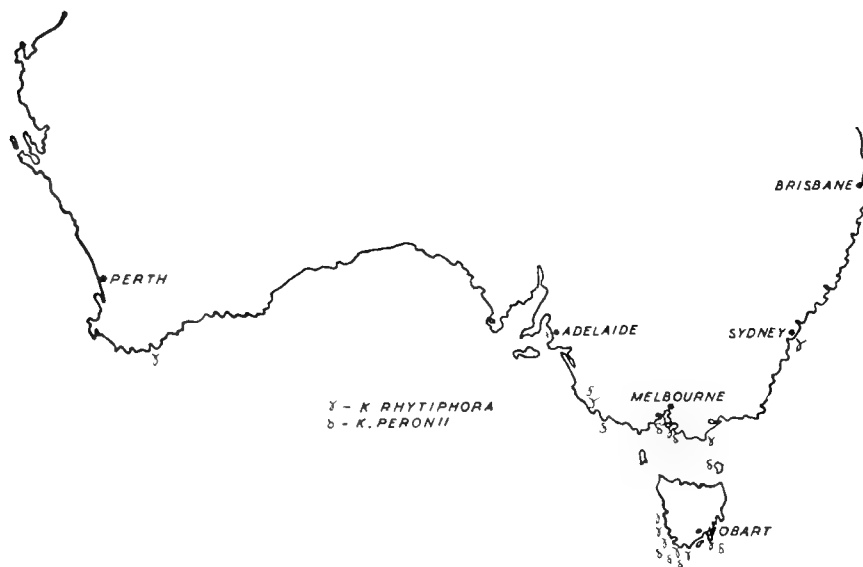 BRISBANE
PERTH
ADELAIDE
SYDNEY
MELBOURNE
γ - K RHYTIPHORA
δ - K. PERONII
OBART